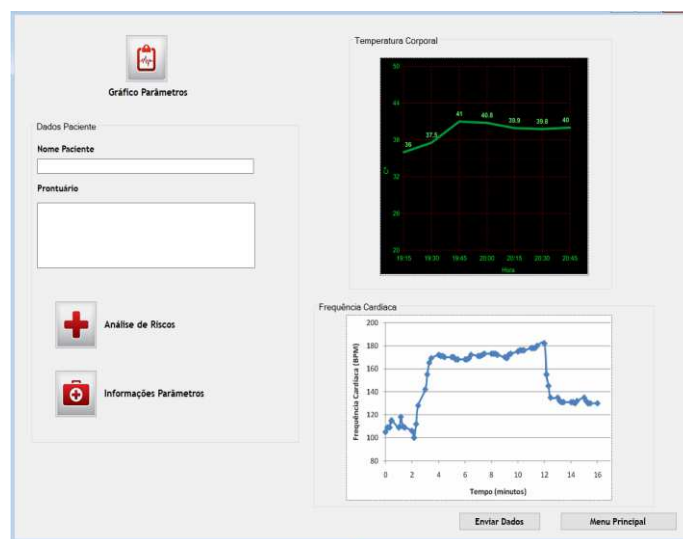 Gráfico Parâmetros
Dados Paciente
Nome Paciente
Prontuário
Análise de Riscos
Informações Parâmetros
Temperatura Corporal
50
44
38
32
26
20
C°
36
37.5
41
40.8
39.9
39.8
40
19:15 19:30 19:45 20:00 20:15 20:30 20:45
Hora
Frequência Cardíaca
Frequência Cardíaca (BPM)
200
180
160
140
120
100
80
0 2 4 6 8 10 12 14 16
Tempo (minutos)
Enviar Dados
Menu Principal